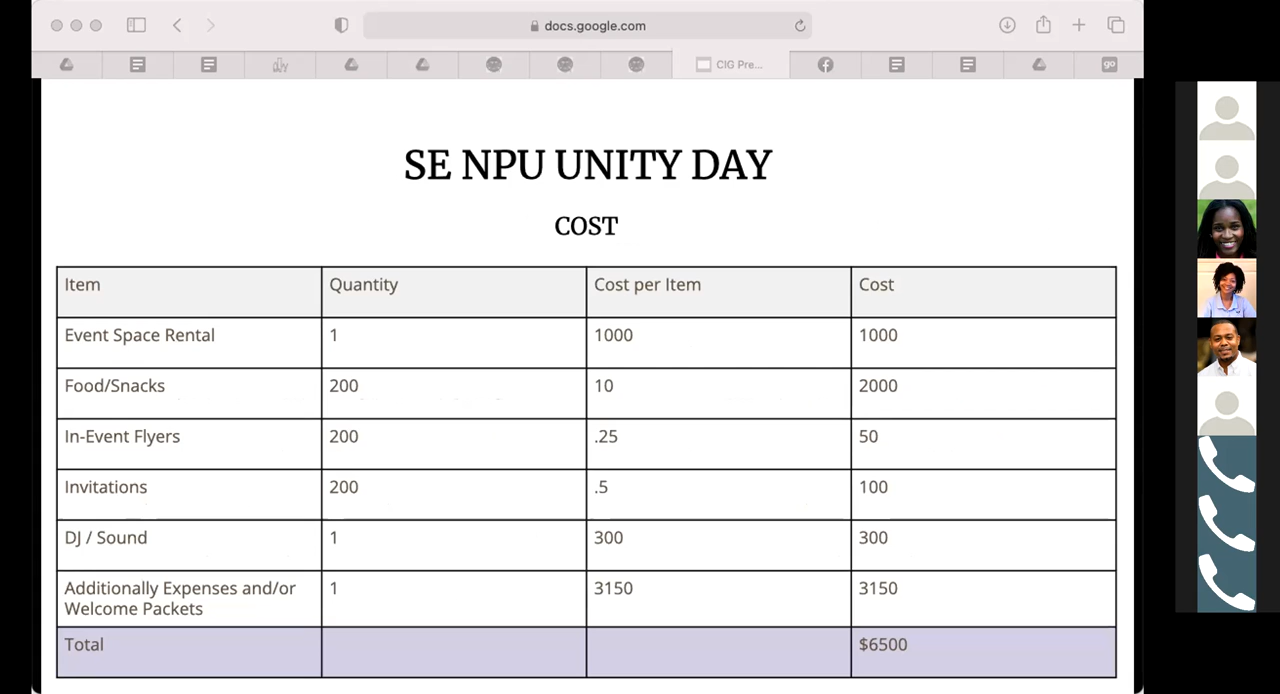 docs.google.com
CIG Pre...
go
SE NPU UNITY DAY
COST
Item Quantity Cost per Item Cost
Event Space Rental 1 1000 1000
Food/Snacks 200 10 2000
In-Event Flyers 200 .25 50
Invitations 200 .5 100
DJ / Sound 1 300 300
Additionally Expenses and/or 1 3150 3150
Welcome Packets
Total $6500